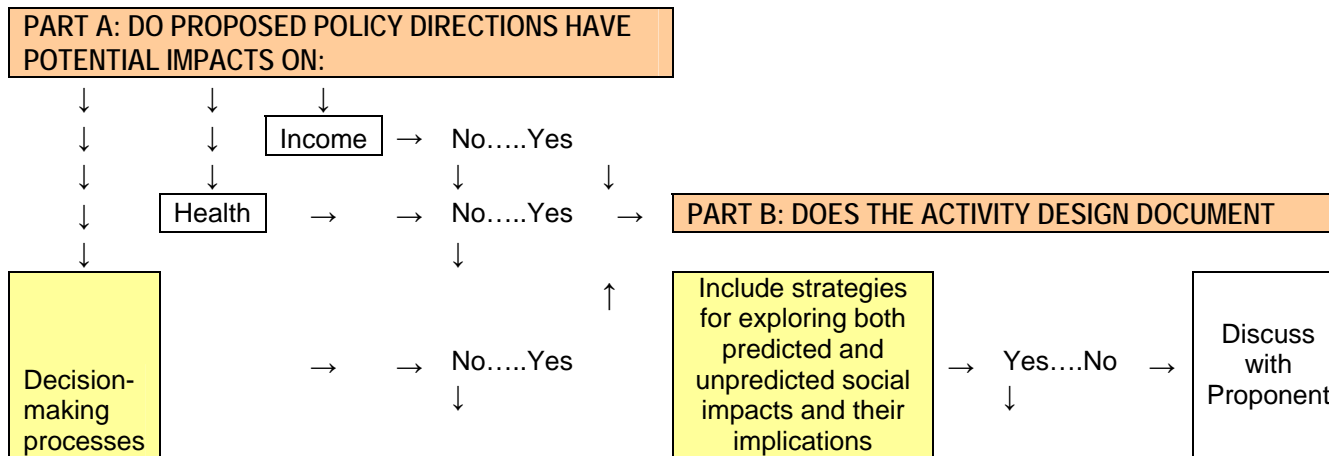 PART A: DO PROPOSED POLICY DIRECTIONS HAVE
POTENTIAL IMPACTS ON:
↓ ↓ ↓
↓ ↓ Income → No…..Yes
↓ ↓ ↓ ↓
↓ Health → → No…..Yes → PART B: DOES THE ACTIVITY DESIGN DOCUMENT
↓ ↓
Decision-
making
processes
↑
→ → No…..Yes
↓
Include strategies
for exploring both
predicted and
unpredicted social
impacts and their
implications
→ Yes….No →
↓
Discuss
with
Proponent